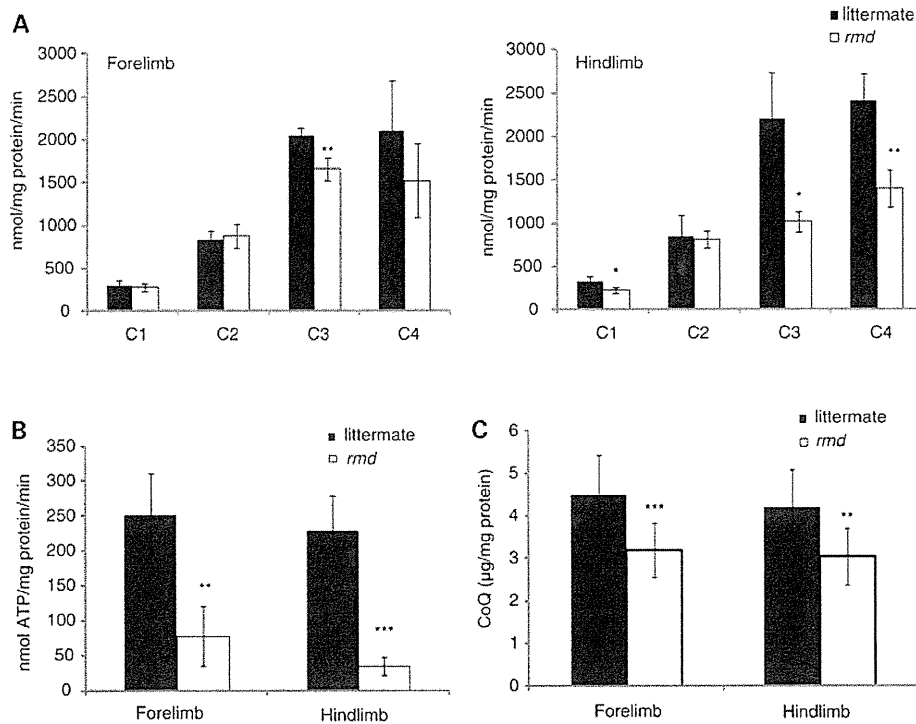 A
■ littermate
□ rmd
Forelimb
Hindlimb
nmol/mg protein/min
3000
2500
2000
1500
1000
500
0
**
C1 C2 C3 C4
nmol/mg protein/min
3000
2500
2000
1500
1000
500
0
*
*
**
C1 C2 C3 C4
B
■ littermate
□ rmd
nmol ATP/mg protein/min
350
300
250
200
150
100
50
0
**
***
Forelimb Hindlimb
C
■ littermate
□ rmd
CoQ (µg/mg protein)
6
5
4
3
2
1
0
***
**
Forelimb Hindlimb